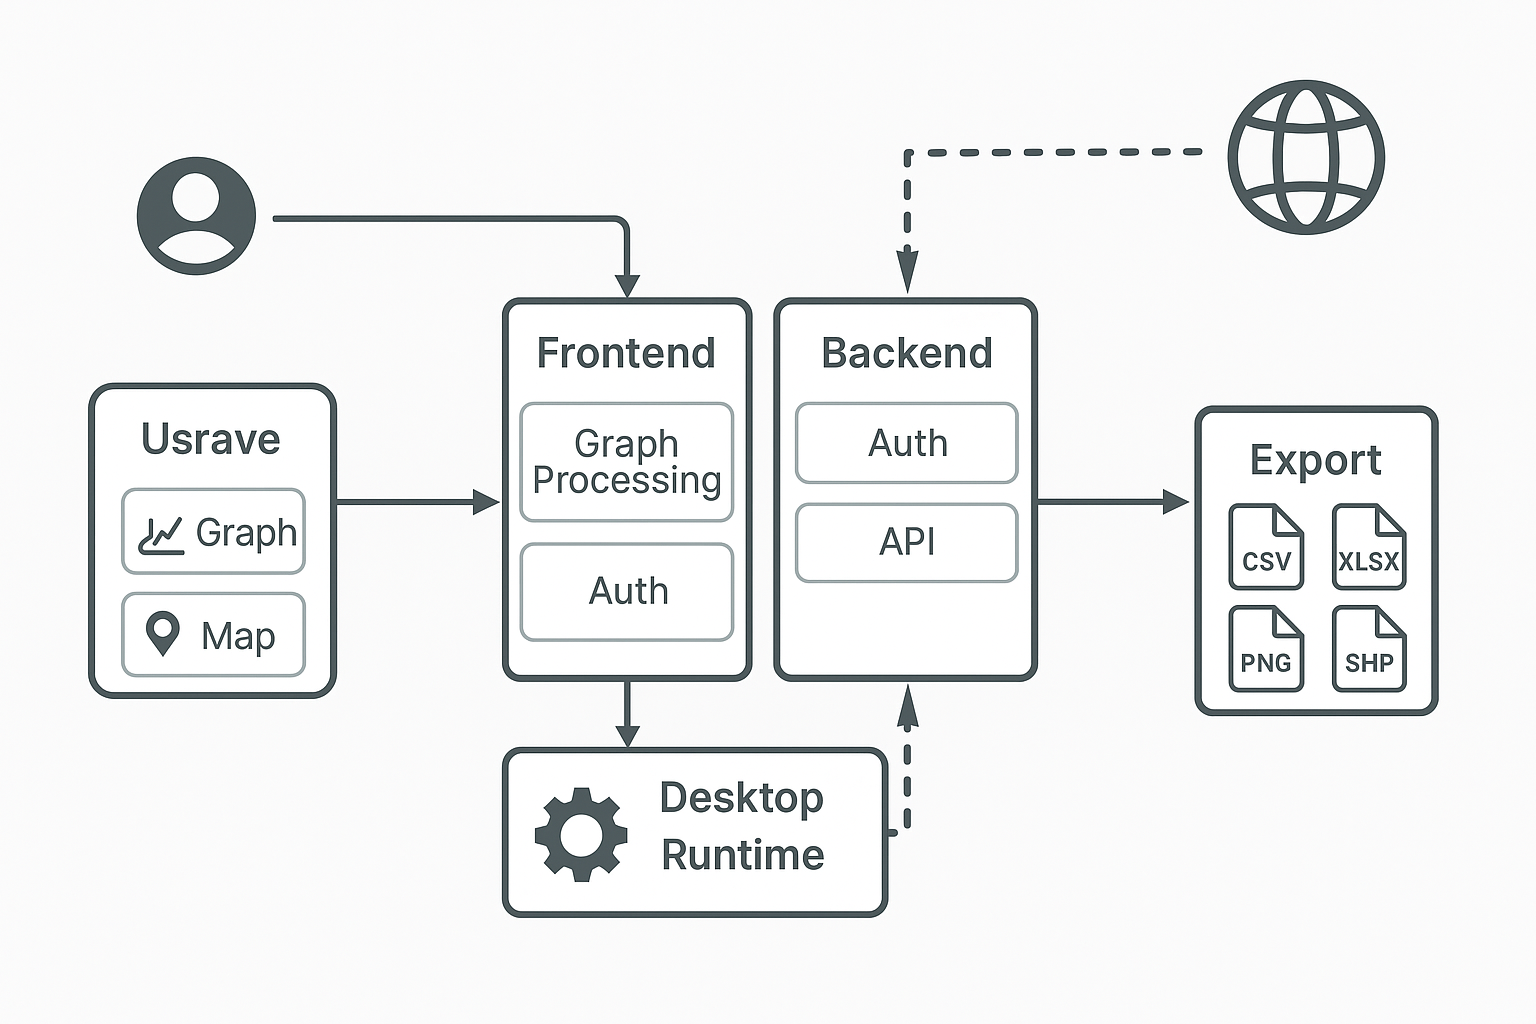 Usrave
Graph
Map
Frontend
Graph
Processing
Auth
Backend
Auth
API
Export
CSV
XLSX
PNG
SHP
Desktop
Runtime